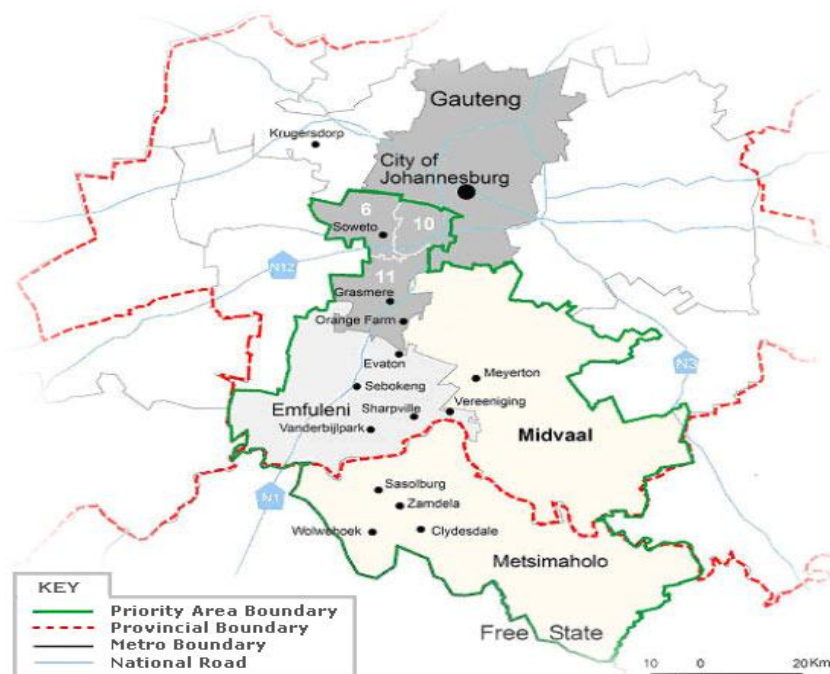 Gauteng
Krugersdorp
City of
Johannesburg
6
10
Soweto
N12
11
Grasmere
Orange Farm
Evaton
Meyerton
N3
Sebokeng
Emfuleni
Sharpville
Vereeniging
Vanderbijlpark
Midvaal
Sasolburg
N1
Zamdela
Wolwehoek
Clydesdale
Metsimaholo
KEY
Priority Area Boundary
Provincial Boundary
Metro Boundary
National Road
Free State
10 0 20 Km